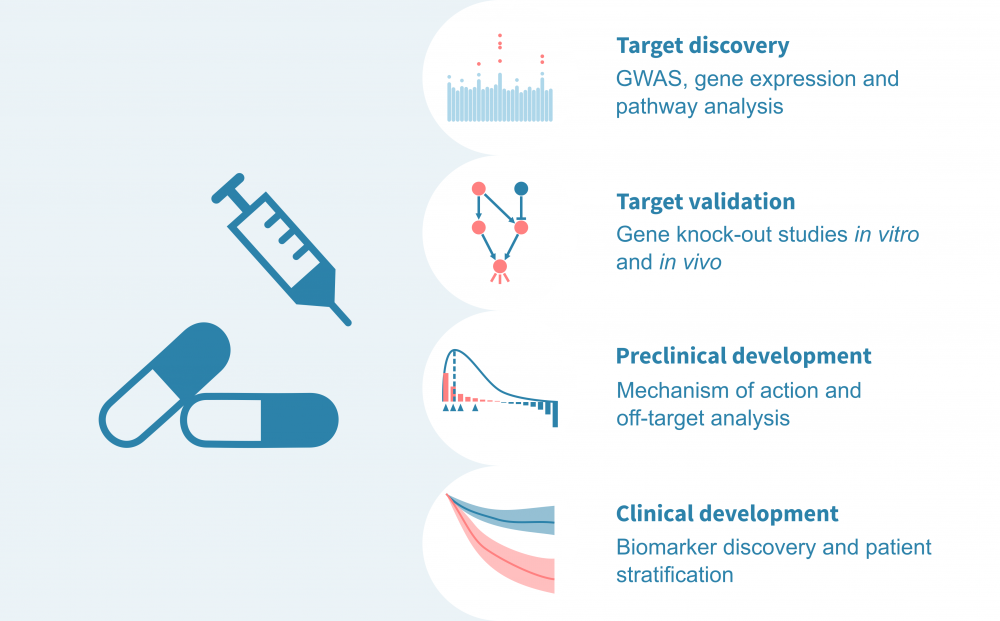 Target discovery
GWAS, gene expression and
pathway analysis
Target validation
Gene knock-out studies in vitro
and in vivo
Preclinical development
Mechanism of action and
off-target analysis
Clinical development
Biomarker discovery and patient
stratification